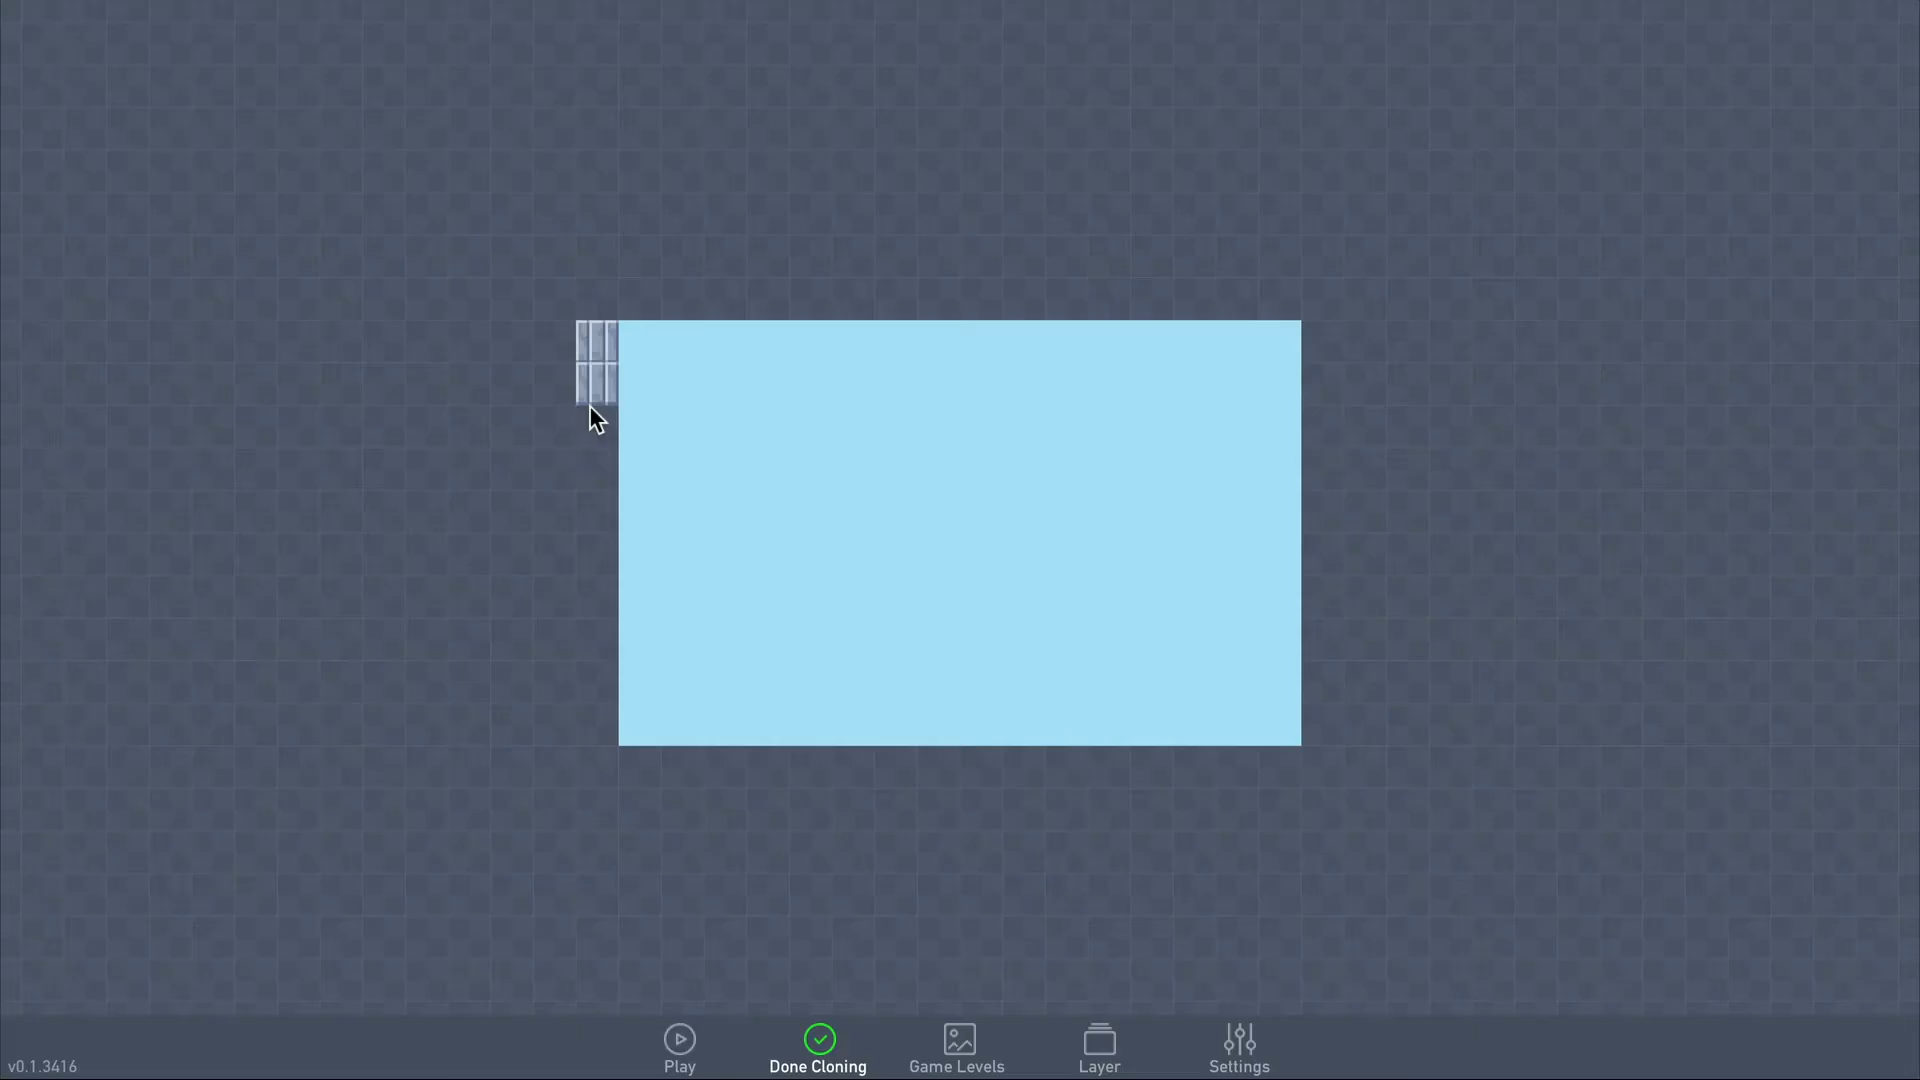 v0.1.3416
Play
Done Cloning
Game Levels
Layer
Settings